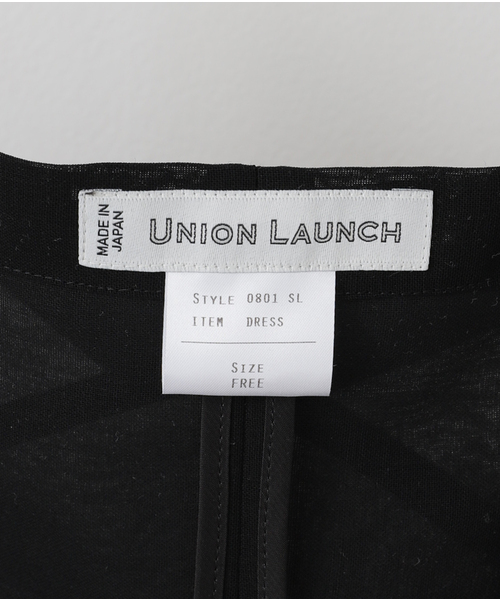 MADE IN
JAPAN
UNION LAUNCH
STYLE 0801 SL
ITEM DRESS
SIZE
FREE